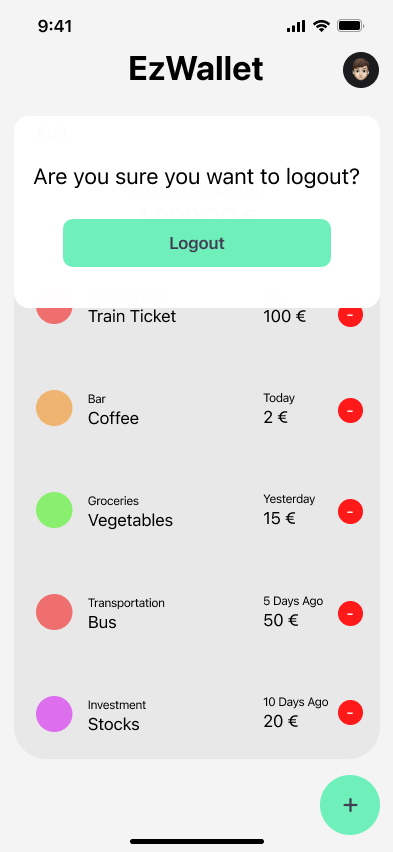 9:41
EzWallet
Edit
Are you sure you want to logout?
Logout
Train Ticket
100 €
-
Bar
Coffee
Today
2 €
-
Groceries
Vegetables
Yesterday
15 €
-
Transportation
Bus
5 Days Ago
50 €
-
Investment
Stocks
10 Days Ago
20 €
-
+